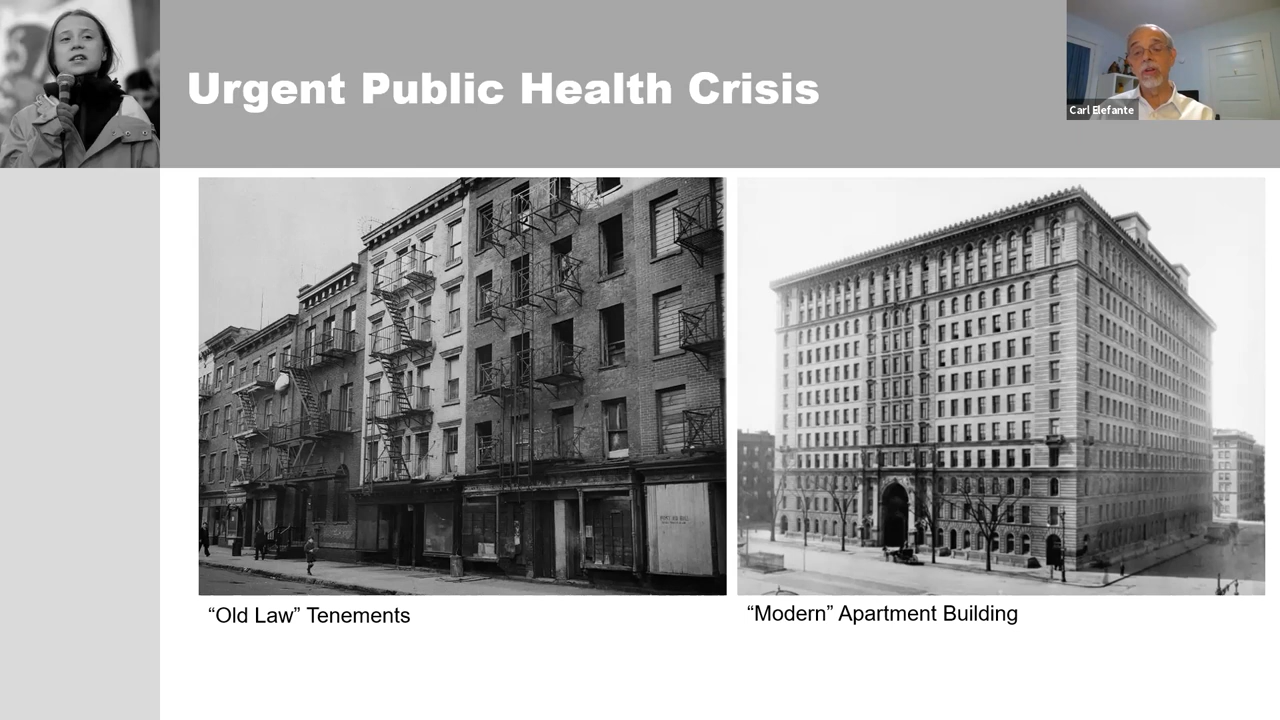 Urgent Public Health Crisis
Carl Elefante
“Old Law” Tenements
“Modern” Apartment Building